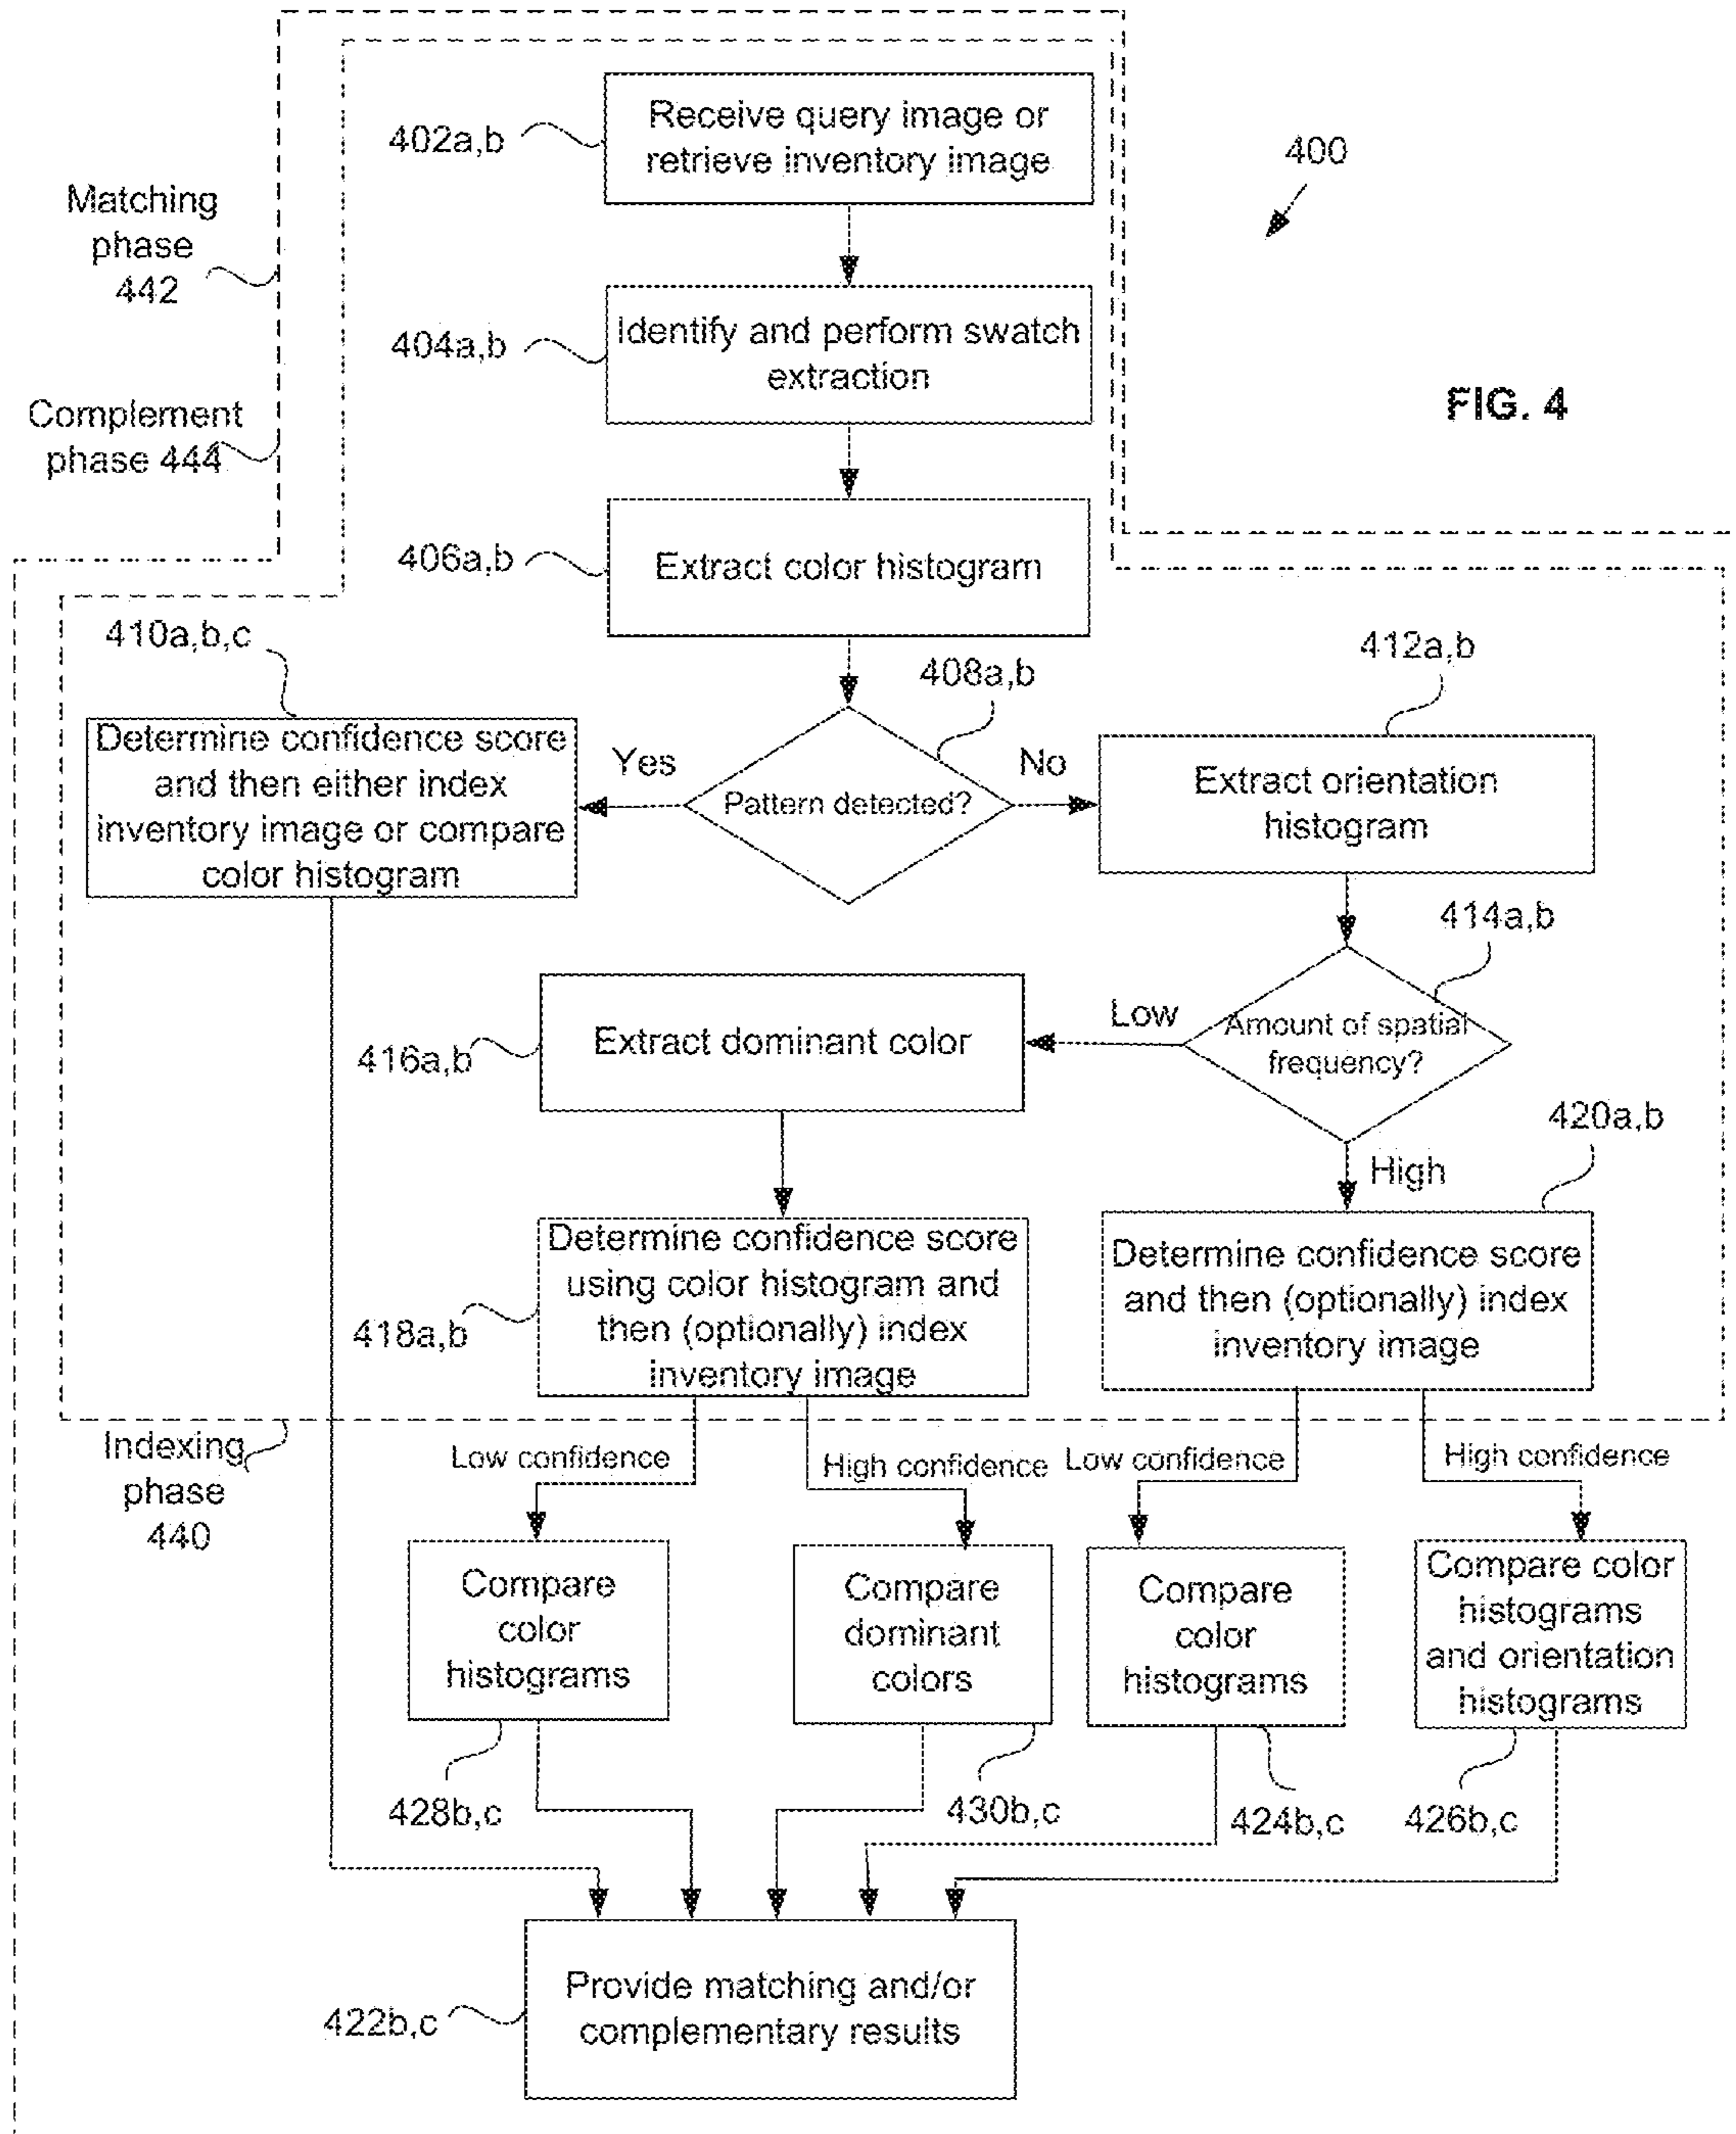 Receive query image or
retrieve inventory image
402a,b
400
Matching
phase
442
Identify and perform swatch
extraction
404a,b
FIG. 4
Complement
phase 444
Extract color histogram
406a,b
410a,b,c
408a,b
412a,b
Determine confidence score
and then either index
inventory image or compare
color histogram
Yes
Pattern detected?
No
Extract orientation
histogram
414a,b
Extract dominant color
416a,b
Low
Amount of spatial
frequency?
420a,b
High
Determine confidence score
using color histogram and
then (optionally) index
inventory image
418a,b
Determine confidence score
and then (optionally) index
inventory image
Indexing
phase
440
Low confidence
High confidence
Low confidence
High confidence
Compare
color
histograms
Compare
dominant
colors
Compare
color
histograms
Compare color
histograms
and orientation
histograms
428b,c
430b,c
424b,c
426b,c
Provide matching and/or
complementary results
422b,c